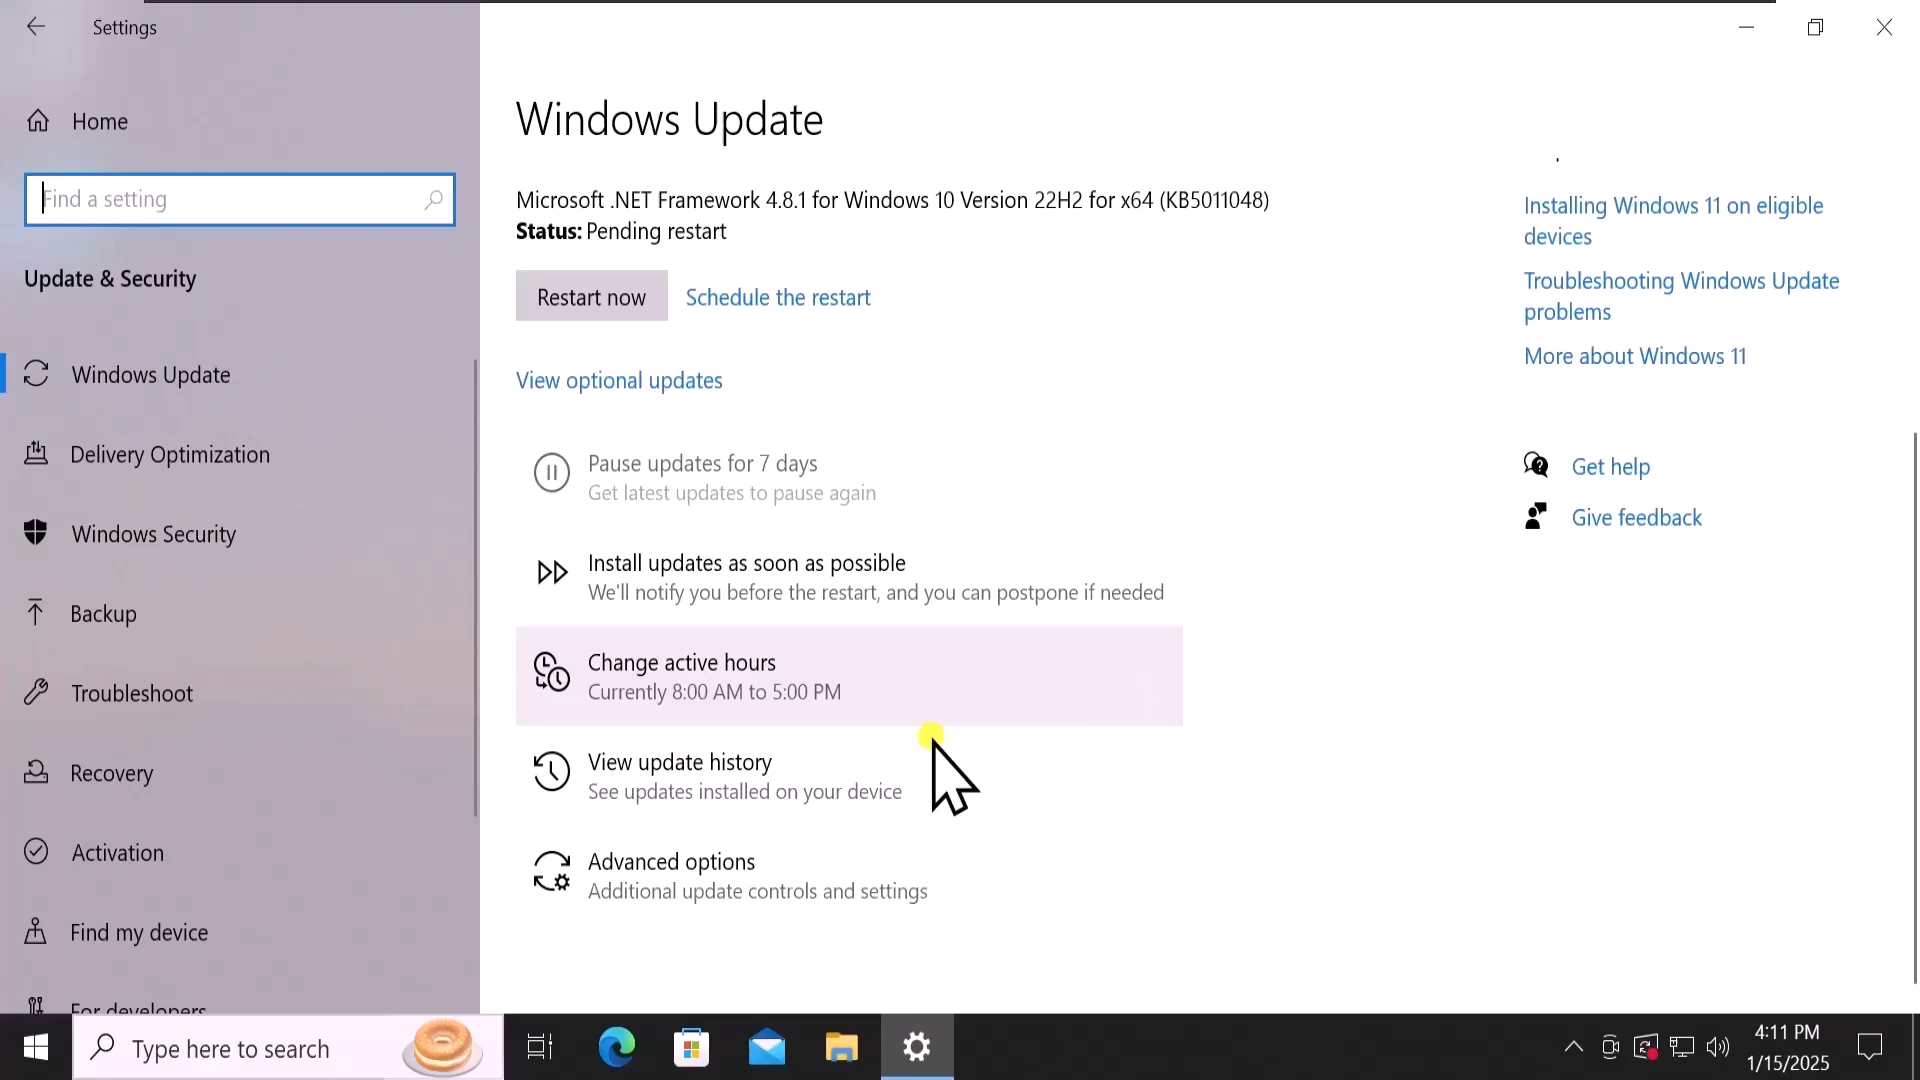 Settings
Home
Find a setting
Update & Security
Windows Update
Delivery Optimization
Windows Security
Backup
Troubleshoot
Recovery
Activation
Find my device
For developers
Windows Update
Microsoft .NET Framework 4.8.1 for Windows 10 Version 22H2 for x64 (KB5011048)
Status: Pending restart
Restart now
Schedule the restart
View optional updates
Pause updates for 7 days
Get latest updates to pause again
Install updates as soon as possible
We'll notify you before the restart, and you can postpone if needed
Change active hours
Currently 8:00 AM to 5:00 PM
View update history
See updates installed on your device
Advanced options
Additional update controls and settings
Installing Windows 11 on eligible
devices
Troubleshooting Windows Update
problems
More about Windows 11
Get help
Give feedback
Type here to search
4:11 PM
1/15/2025